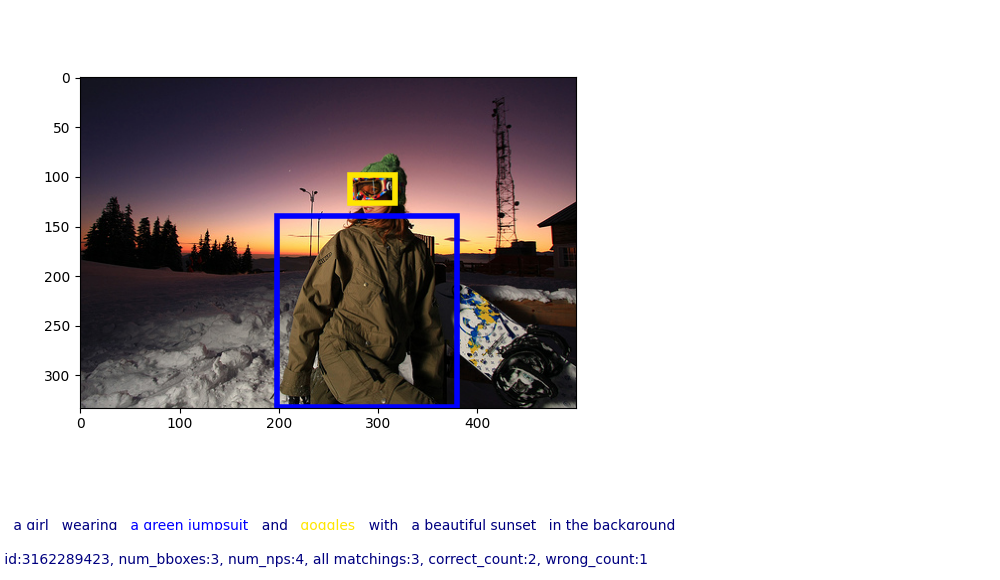 0
50
100
150
200
250
300
0 100 200 300 400
a girl wearing a green jumpsuit and goggles with a beautiful sunset in the background
id:3162289423, num_bboxes:3, num_nps:4, all matchings:3, correct_count:2, wrong_count:1